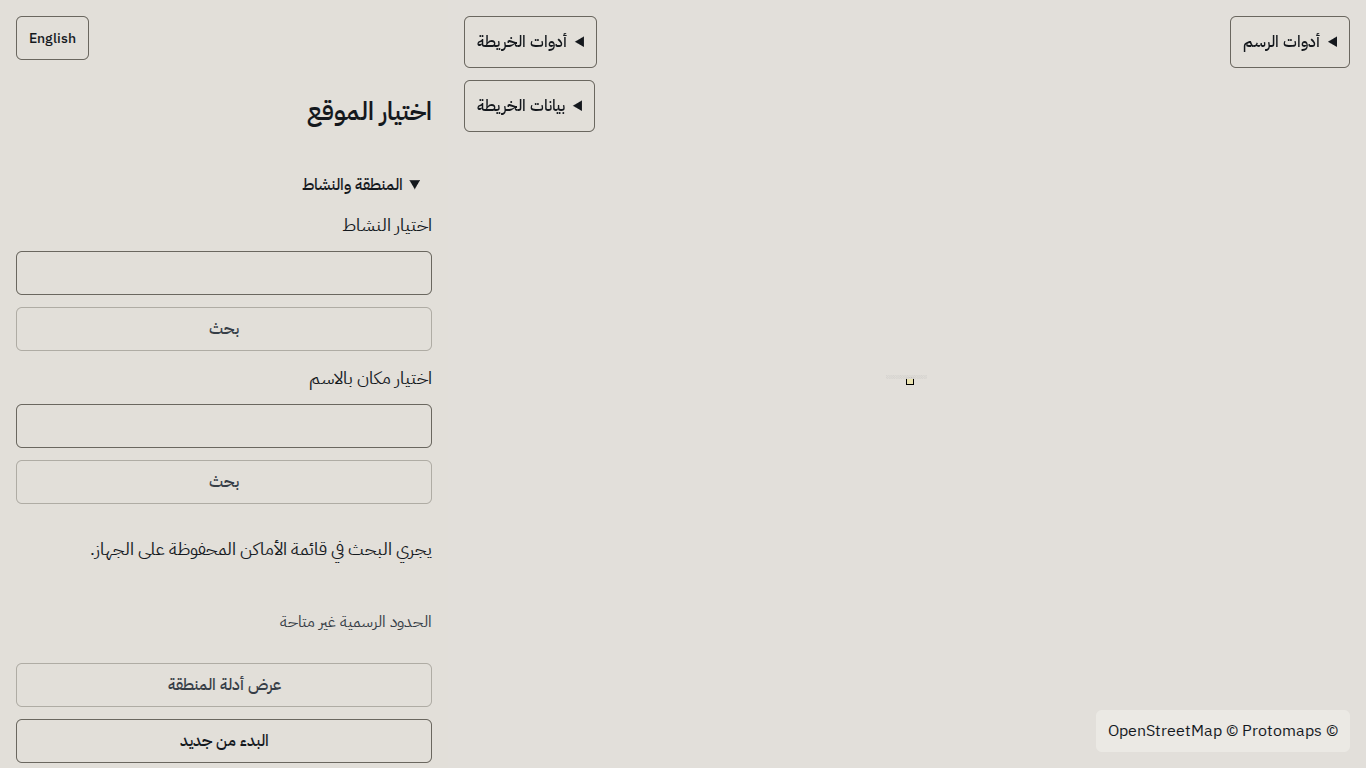 English
اختيار الموقع
المنطقة والنشاط
اختيار النشاط
بحث
اختيار مكان بالاسم
بحث
يجري البحث في قائمة الأماكن المحفوظة على الجهاز.
الحدود الرسمية غير متاحة
عرض أدلة المنطقة
البدء من جديد
أدوات الخريطة
بيانات الخريطة
أدوات الرسم
OpenStreetMap © Protomaps ©